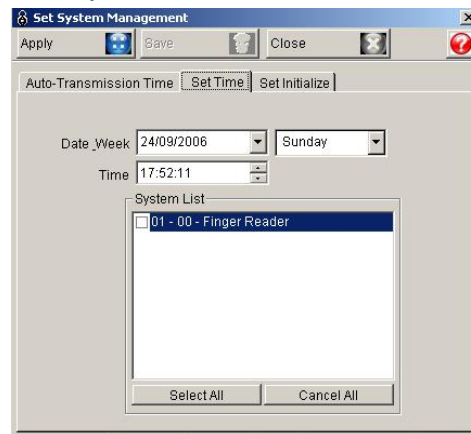 Set System Management
Apply Save Close
Auto-Transmission Time Set Time Set Initialize
Date_Week 24/09/2006 Sunday
Time 17:52:11
System List
01 - 00 - Finger Reader
Select All Cancel All